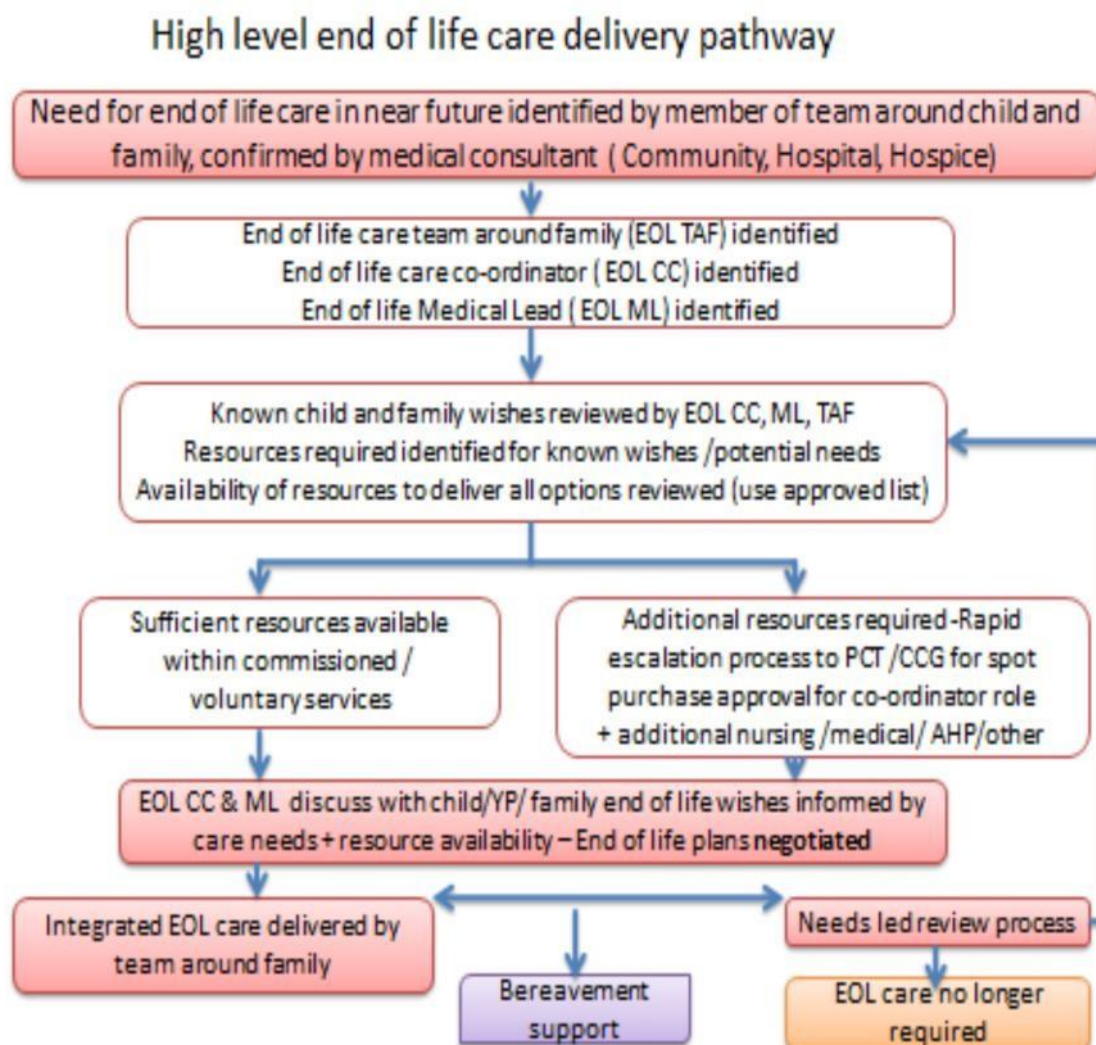 High level end of life care delivery pathway
Need for end of life care in near future identified by member of team around child and
family, confirmed by medical consultant ( Community, Hospital, Hospice)
End of life care team around family (EOL TAF) identified
End of life care co-ordinator ( EOL CC) identified
End of life Medical Lead ( EOL ML) identified
Known child and family wishes reviewed by EOL CC, ML, TAF
Resources required identified for known wishes /potential needs
Availability of resources to deliver all options reviewed (use approved list)
Sufficient resources available
within commissioned /
voluntary services
Additional resources required -Rapid
escalation process to PCT /CCG for spot
purchase approval for co-ordinator role
+ additional nursing /medical/ AHP/other
EOL CC & ML discuss with child/YP/ family end of life wishes informed by
care needs + resource availability – End of life plans negotiated
Integrated EOL care delivered by
team around family
Needs led review process
Bereavement
support
EOL care no longer
required